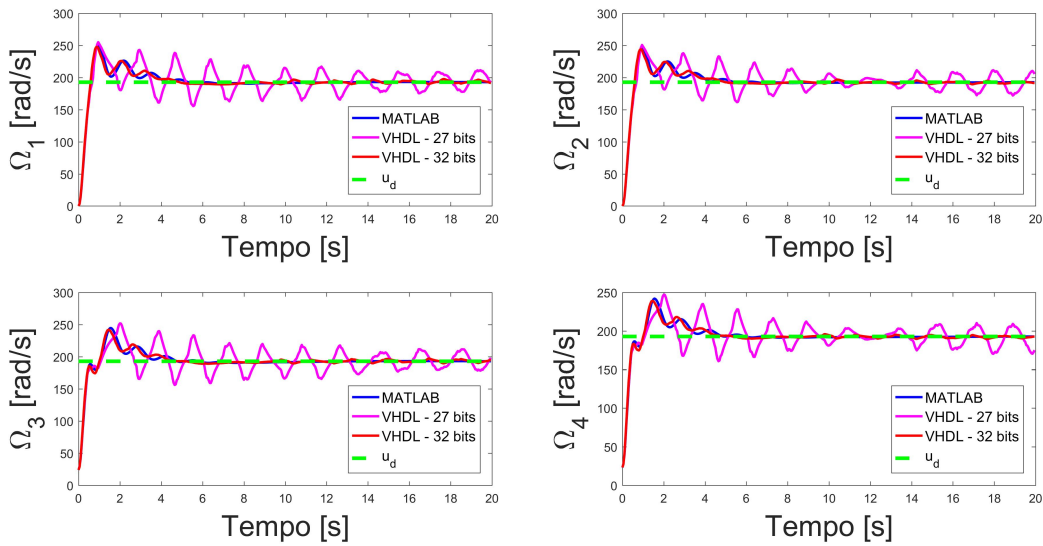 300
250
200
150
100
50
0
Ω1 [rad/s]
MATLAB
VHDL - 27 bits
VHDL - 32 bits
ud
0 2 4 6 8 10 12 14 16 18 20
Tempo [s]
300
250
200
150
100
50
0
Ω2 [rad/s]
MATLAB
VHDL - 27 bits
VHDL - 32 bits
ud
0 2 4 6 8 10 12 14 16 18 20
Tempo [s]
300
250
200
150
100
50
0
Ω3 [rad/s]
MATLAB
VHDL - 27 bits
VHDL - 32 bits
ud
0 2 4 6 8 10 12 14 16 18 20
Tempo [s]
250
200
150
100
50
0
Ω4 [rad/s]
MATLAB
VHDL - 27 bits
VHDL - 32 bits
ud
0 2 4 6 8 10 12 14 16 18 20
Tempo [s]